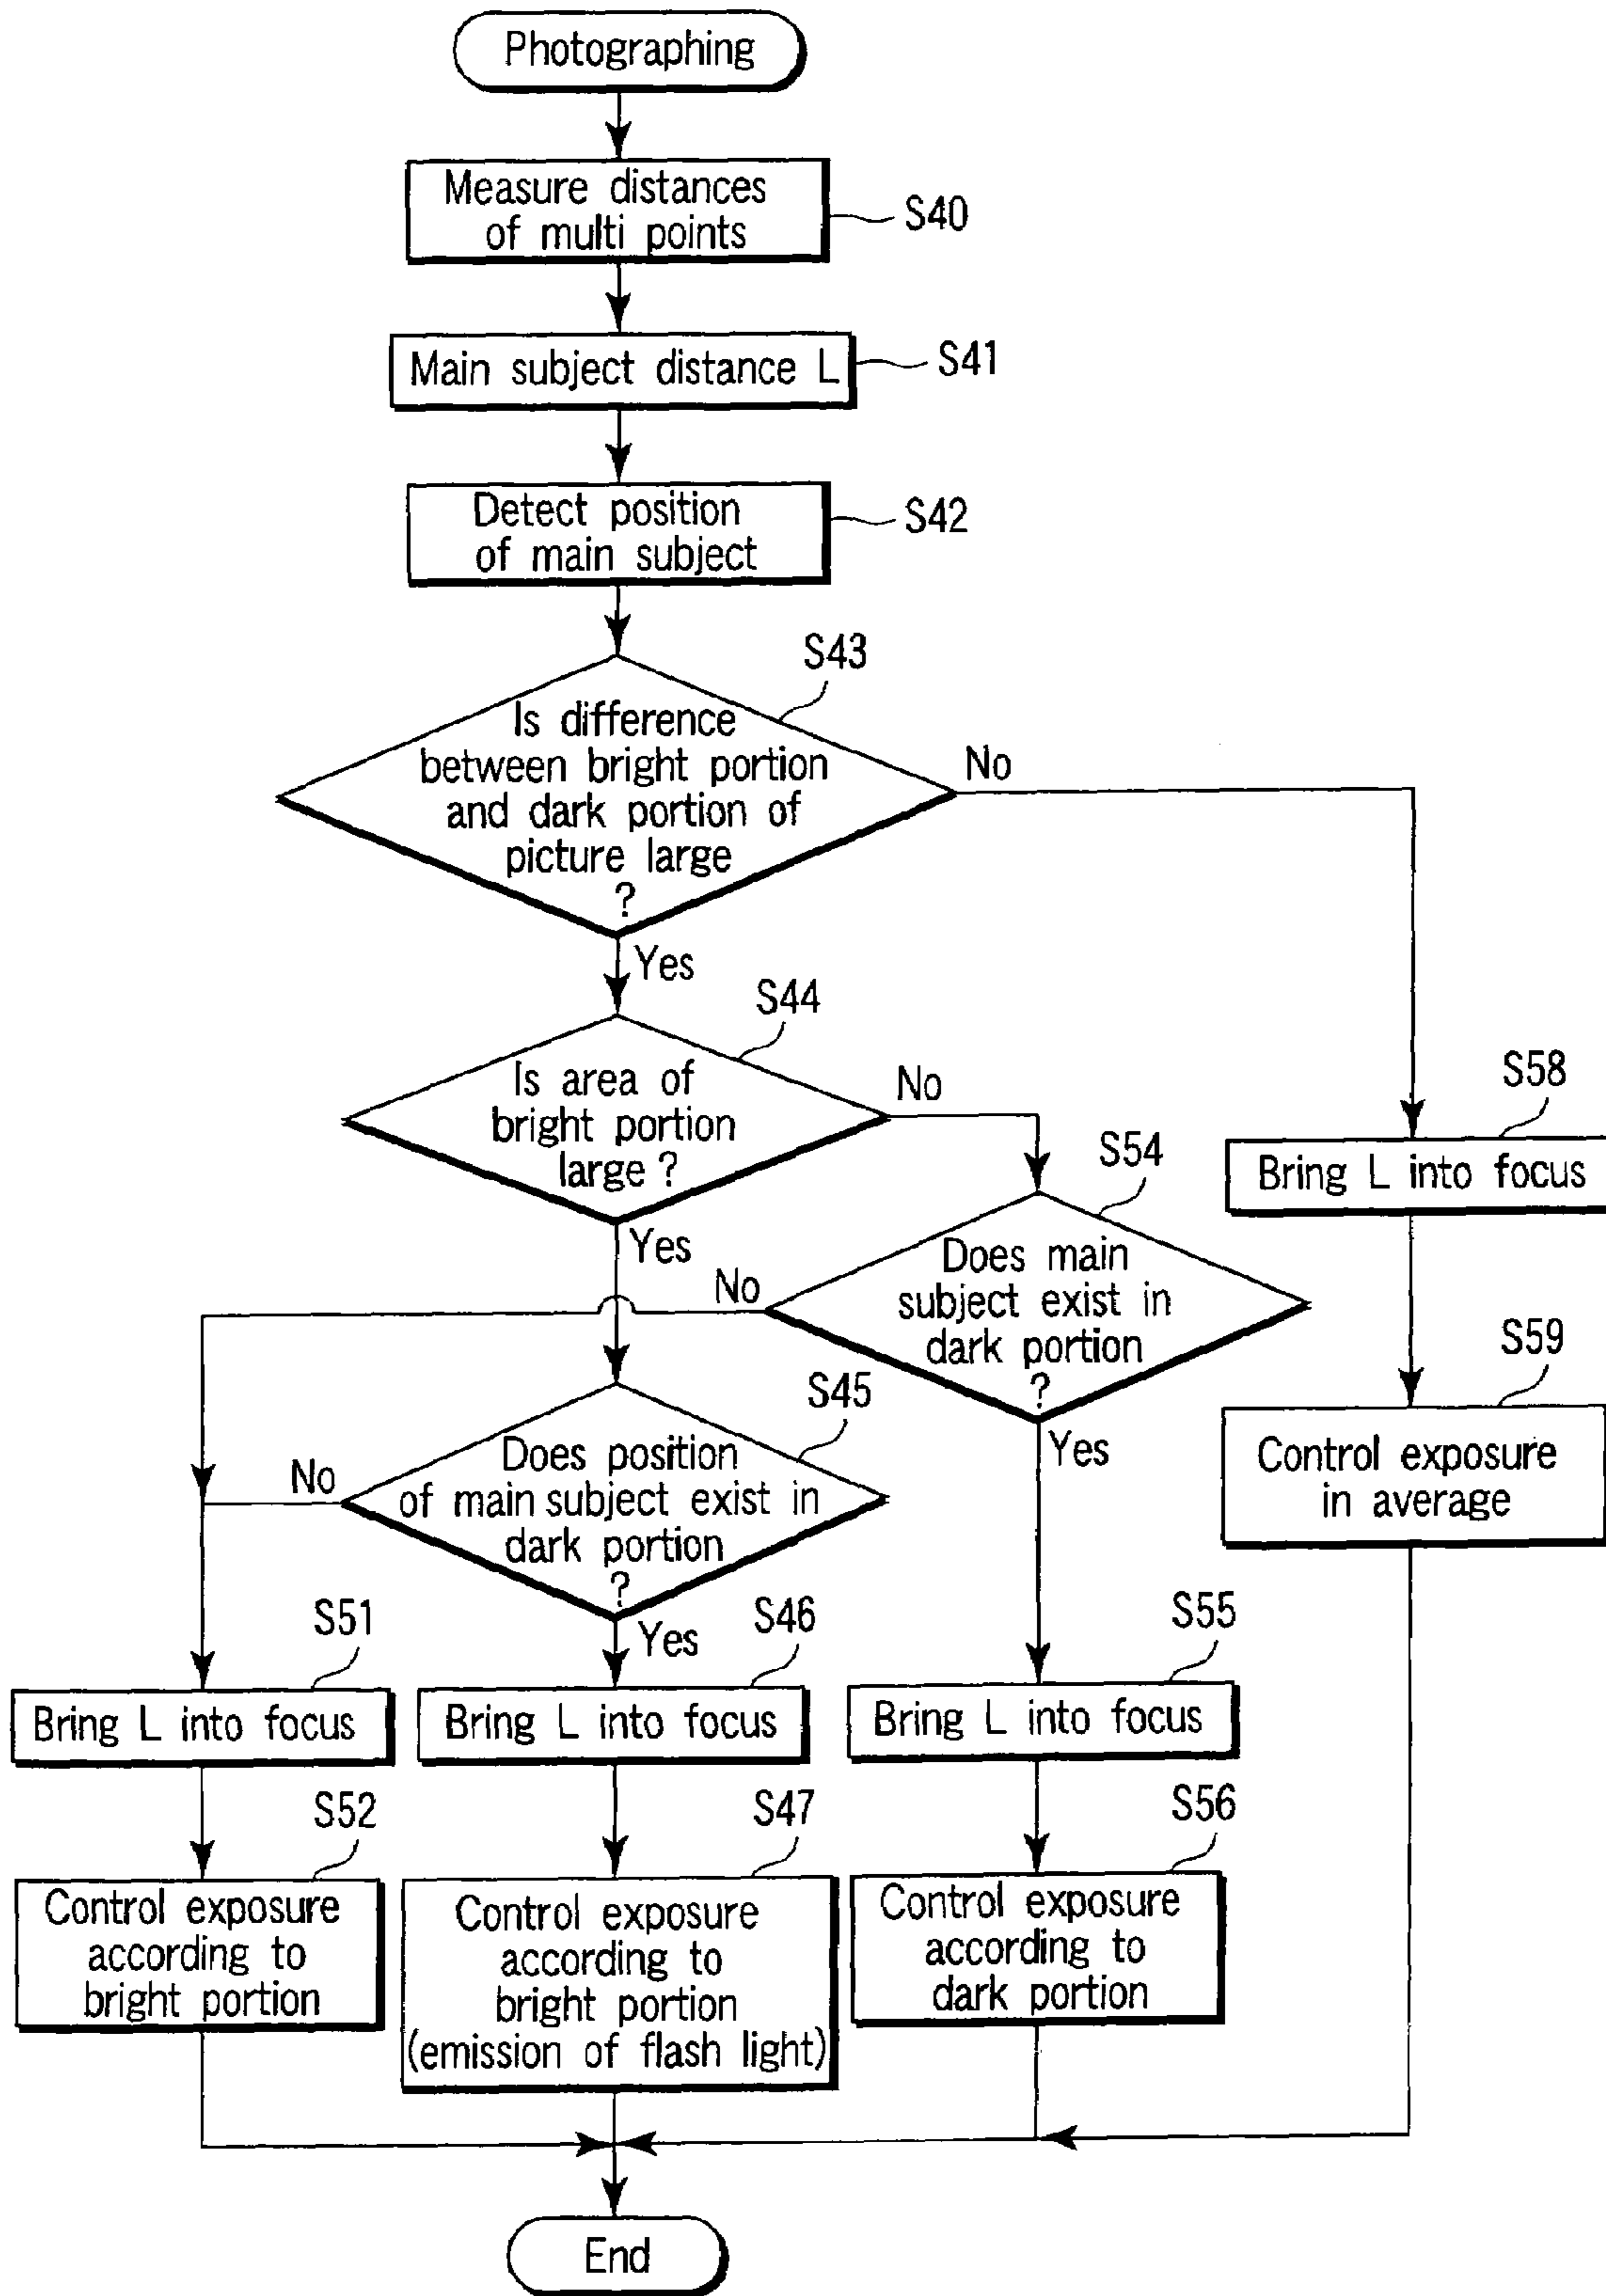 Photographing
Measure distances
of multi points
S40
Main subject distance L
S41
Detect position
of main subject
S42
S43
Is difference
between bright portion
and dark portion of
picture large
?
No
Yes
S44
Is area of
bright portion
large ?
No
Yes
S54
Does main
subject exist in
dark portion
?
No
Yes
S58
Bring L into focus
S59
Control exposure
in average
S45
Does position
of main subject exist in
dark portion
?
No
Yes
S51
Bring L into focus
S46
Bring L into focus
S55
Bring L into focus
S52
Control exposure
according to
bright portion
S47
Control exposure
according to
bright portion
(emission of flash light)
S56
Control exposure
according to
dark portion
End